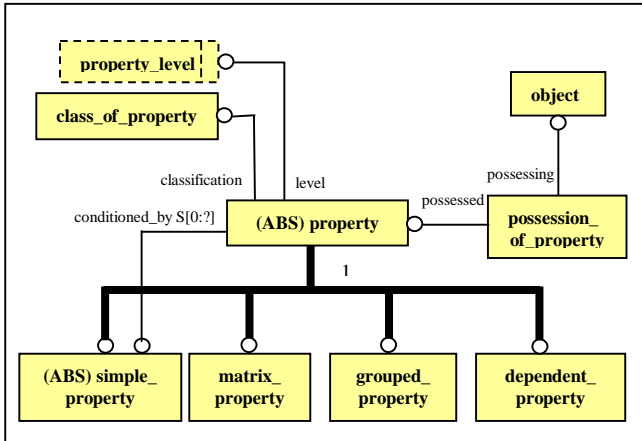 property_level
object
class_of_property
possessing
classification
level
possessed
conditioned_by S[0:?]
(ABS) property
possession_
of_property
1
(ABS) simple_
property
matrix_
property
grouped_
property
dependent_
property